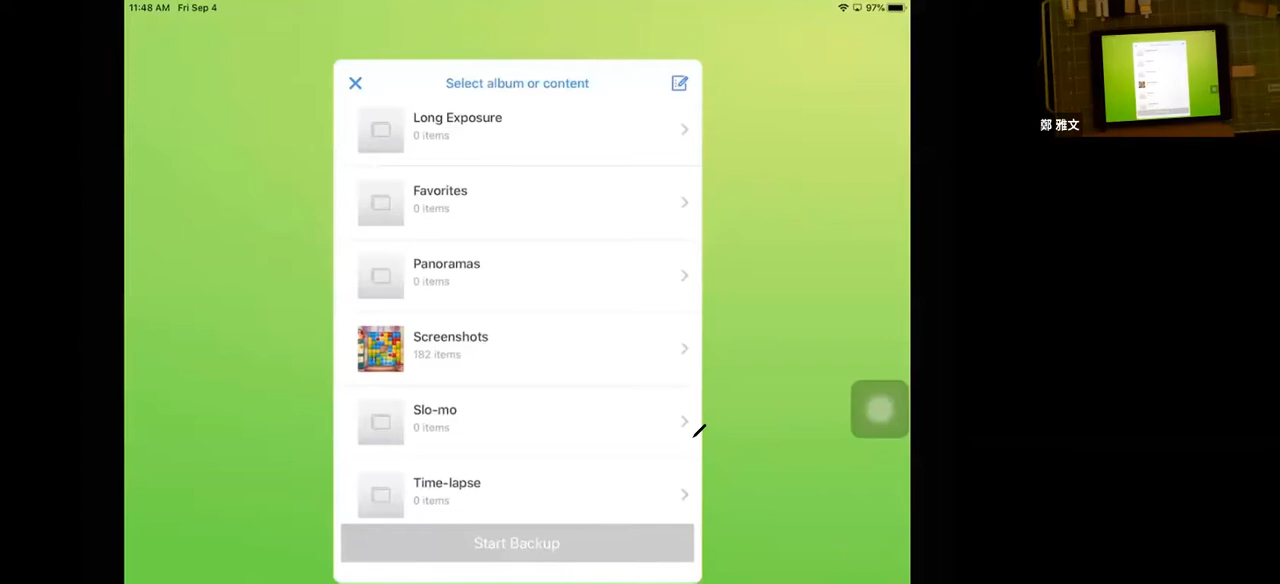 11:48 AM Fri Sep 4
97%
Select album or content
Long Exposure
0 items
Favorites
0 items
Panoramas
0 items
Screenshots
182 items
Slo-mo
0 items
Time-lapse
0 items
Start Backup
鄭 雅文